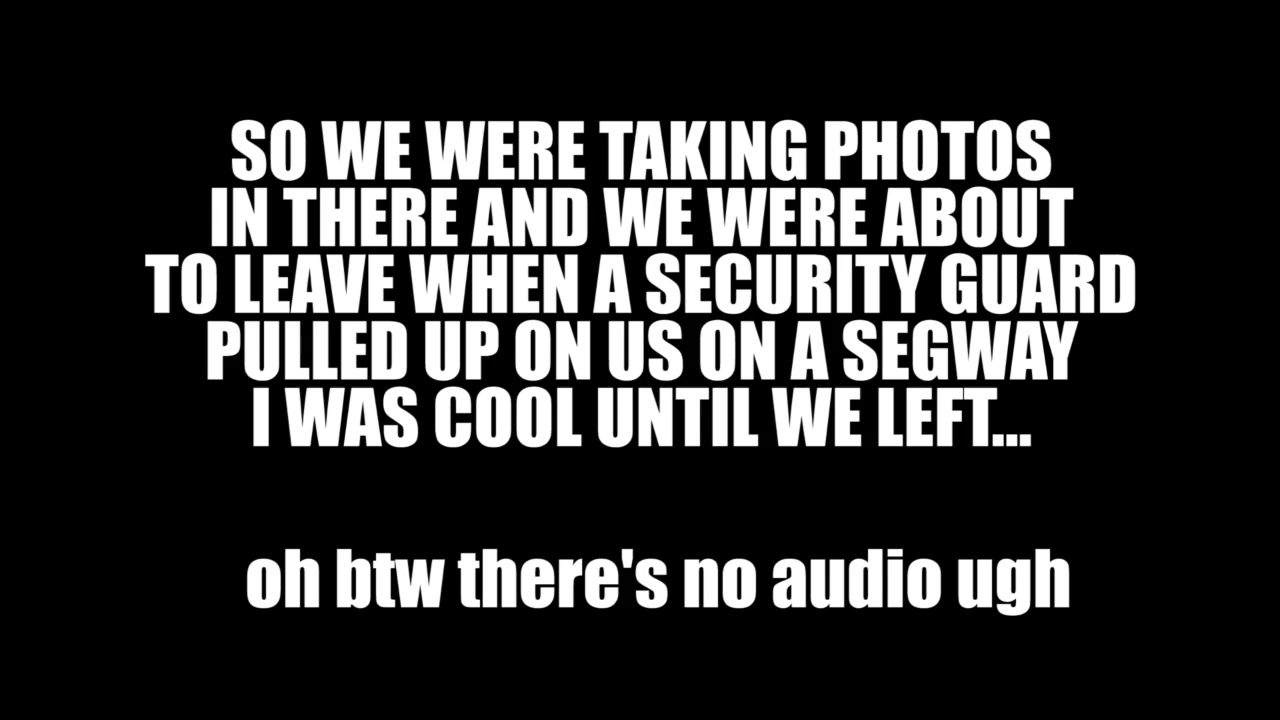 SO WE WERE TAKING PHOTOS
IN THERE AND WE WERE ABOUT
TO LEAVE WHEN A SECURITY GUARD
PULLED UP ON US ON A SEGWAY
I WAS COOL UNTIL WE LEFT...
oh btw there's no audio ugh